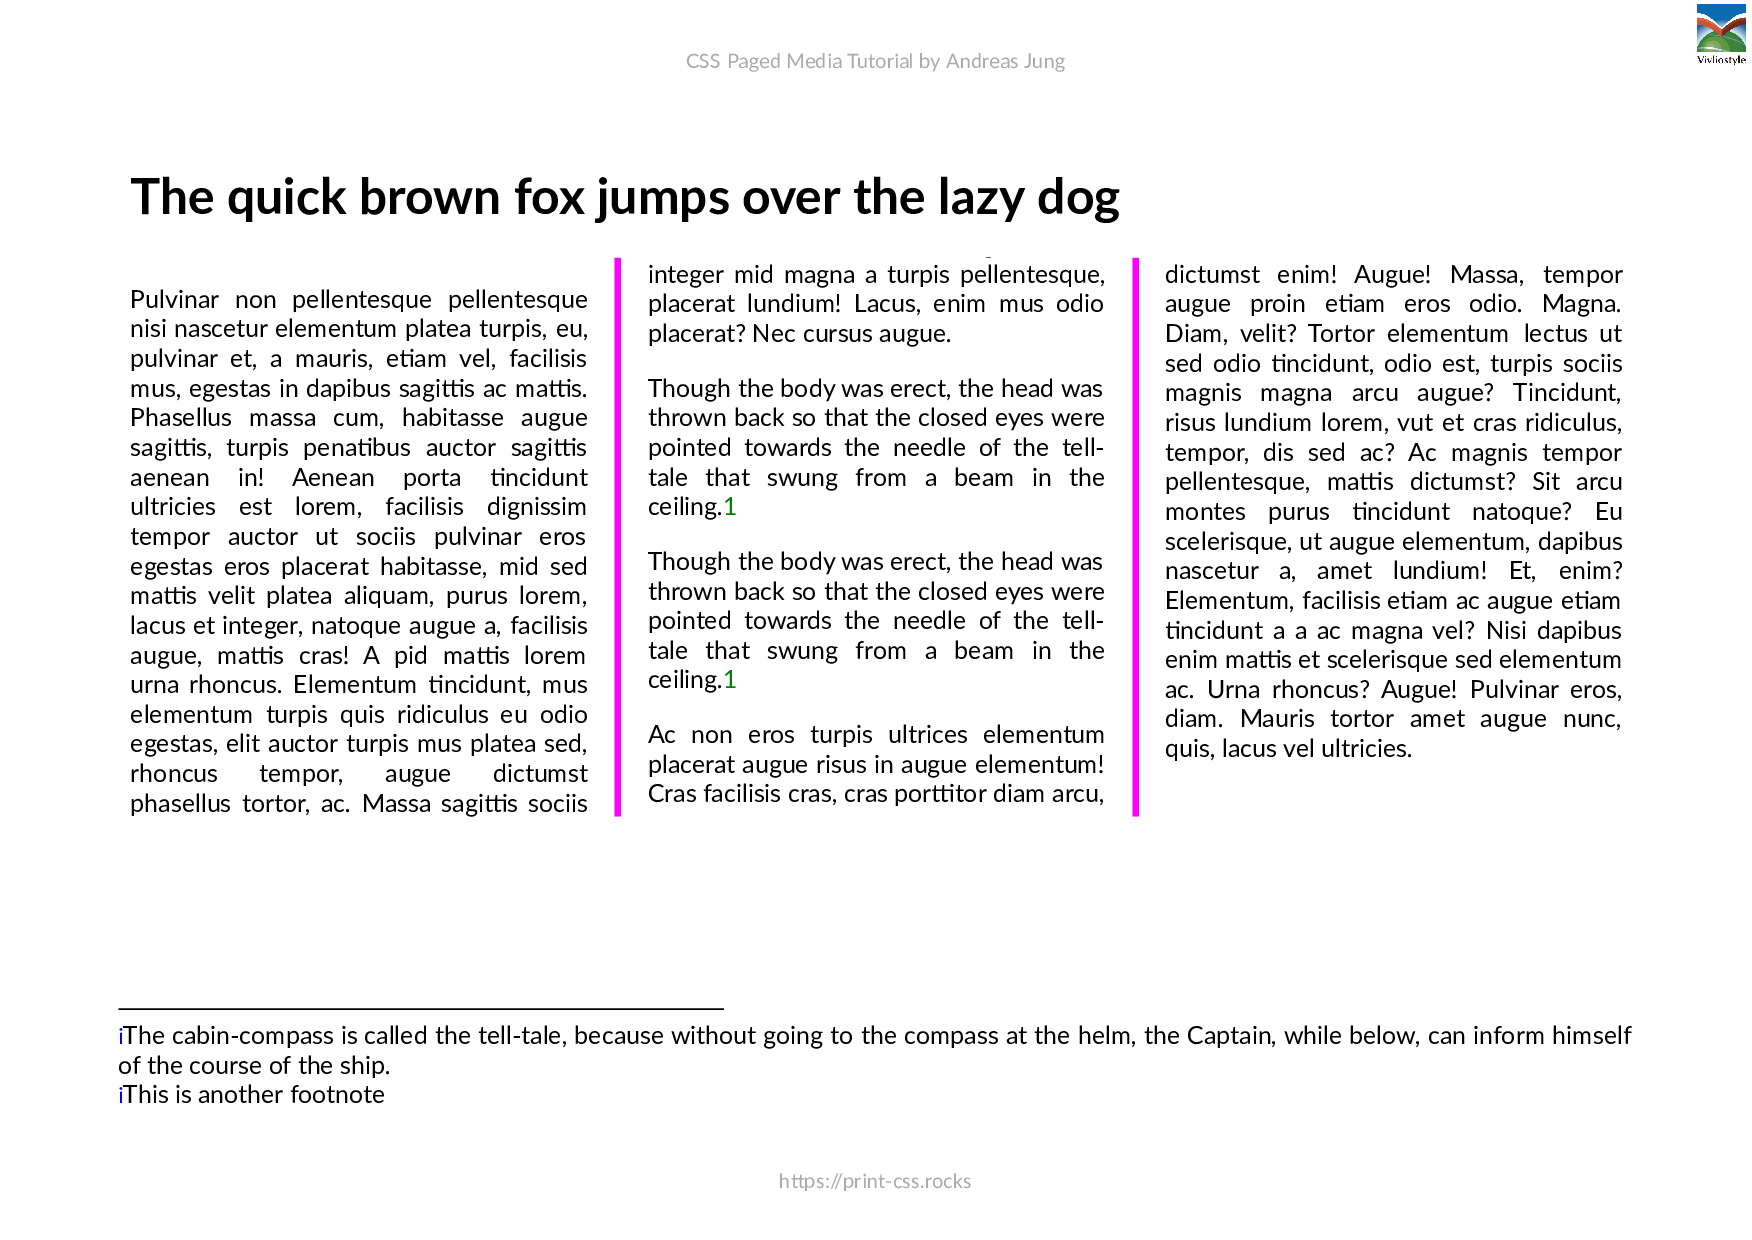 CSS Paged Media Tutorial by Andreas Jung
Vivliostyle
The quick brown fox jumps over the lazy dog
Pulvinar non pellentesque pellentesque
nisi nascetur elementum platea turpis, eu,
pulvinar et, a mauris, etiam vel, facilisis
mus, egestas in dapibus sagittis ac mattis.
Phasellus massa cum, habitasse augue
sagittis, turpis penatibus auctor sagittis
aenean in! Aenean porta tincidunt
ultricies est lorem, facilisis dignissim
tempor auctor ut sociis pulvinar eros
egestas eros placerat habitasse, mid sed
mattis velit platea aliquam, purus lorem,
lacus et integer, natoque augue a, facilisis
augue, mattis cras! A pid mattis lorem
urna rhoncus. Elementum tincidunt, mus
elementum turpis quis ridiculus eu odio
egestas, elit auctor turpis mus platea sed,
rhoncus tempor, augue dictumst
phasellus tortor, ac. Massa sagittis sociis
integer mid magna a turpis pellentesque,
placerat lundium! Lacus, enim mus odio
placerat? Nec cursus augue.
Though the body was erect, the head was
thrown back so that the closed eyes were
pointed towards the needle of the tell-
tale that swung from a beam in the
ceiling.1
Though the body was erect, the head was
thrown back so that the closed eyes were
pointed towards the needle of the tell-
tale that swung from a beam in the
ceiling.1
Ac non eros turpis ultrices elementum
placerat augue risus in augue elementum!
Cras facilisis cras, cras porttitor diam arcu,
dictumst enim! Augue! Massa, tempor
augue proin etiam eros odio. Magna.
Diam, velit? Tortor elementum lectus ut
sed odio tincidunt, odio est, turpis sociis
magnis magna arcu augue? Tincidunt,
risus lundium lorem, vut et cras ridiculus,
tempor, dis sed ac? Ac magnis tempor
pellentesque, mattis dictumst? Sit arcu
montes purus tincidunt natoque? Eu
scelerisque, ut augue elementum, dapibus
nascetur a, amet lundium! Et, enim?
Elementum, facilisis etiam ac augue etiam
tincidunt a a ac magna vel? Nisi dapibus
enim mattis et scelerisque sed elementum
ac. Urna rhoncus? Augue! Pulvinar eros,
diam. Mauris tortor amet augue nunc,
quis, lacus vel ultricies.
iThe cabin-compass is called the tell-tale, because without going to the compass at the helm, the Captain, while below, can inform himself
of the course of the ship.
iThis is another footnote
https://print-css.rocks